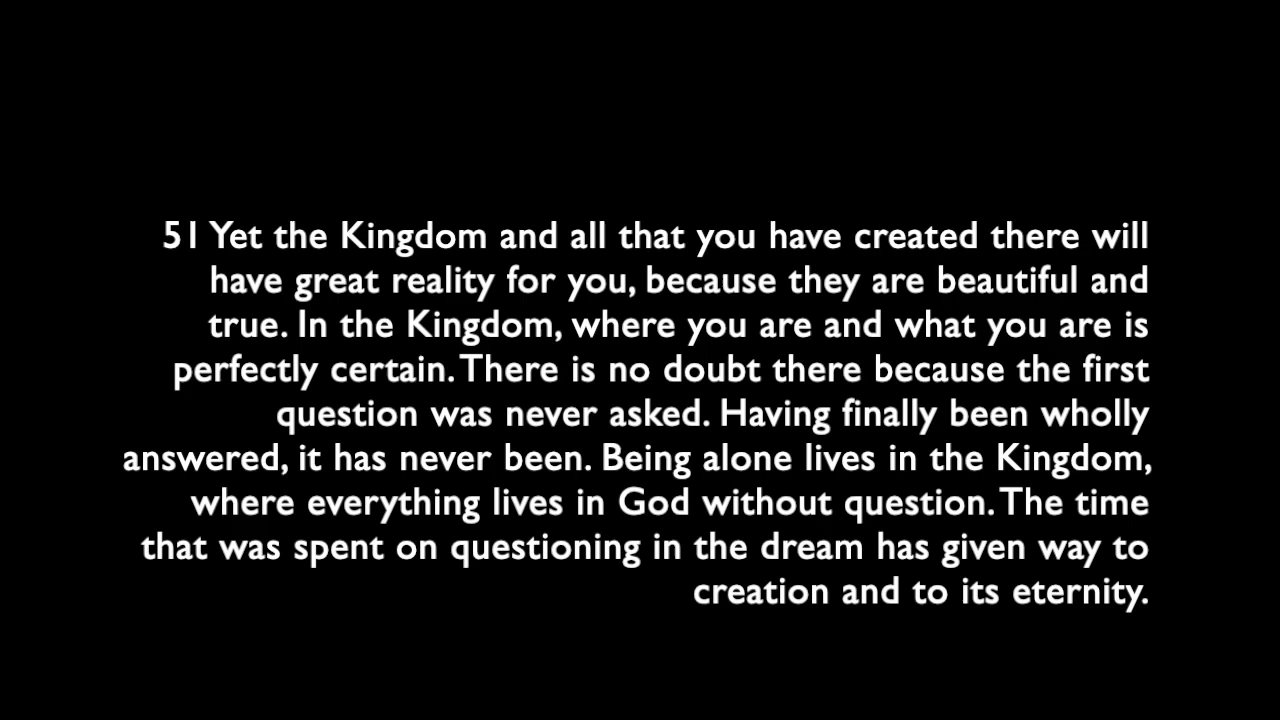 51 Yet the Kingdom and all that you have created there will
have great reality for you, because they are beautiful and
true. In the Kingdom, where you are and what you are is
perfectly certain. There is no doubt there because the first
question was never asked. Having finally been wholly
answered, it has never been. Being alone lives in the Kingdom,
where everything lives in God without question. The time
that was spent on questioning in the dream has given way to
creation and to its eternity.